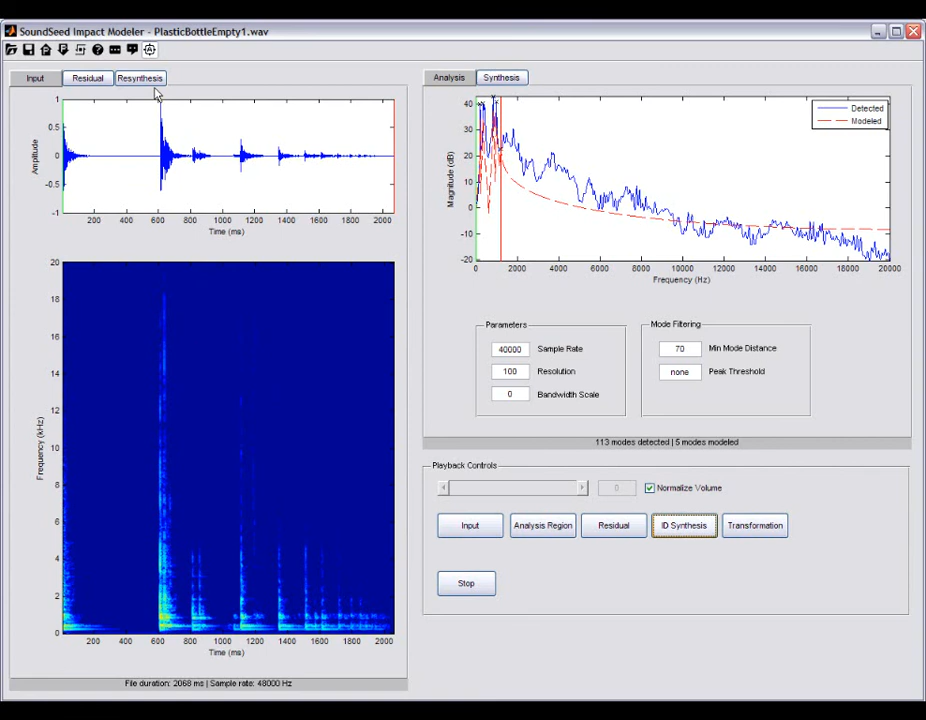 SoundSeed Impact Modeler - PlasticBottleEmpty1.wav
Input Residual Resynthesis
1
0.5
0
-0.5
-1
Amplitude
200 400 600 800 1000 1200 1400 1600 1800 2000
Time (ms)
20
18
16
14
12
10
8
6
4
2
0
Frequency (kHz)
200 400 600 800 1000 1200 1400 1600 1800 2000
Time (ms)
File duration: 2068 ms | Sample rate: 48000 Hz
Analysis Synthesis
40
30
20
10
0
-10
-20
Magnitude (dB)
Detected
Modeled
0 2000 4000 6000 8000 10000 12000 14000 16000 18000 20000
Frequency (Hz)
Parameters
40000 Sample Rate
100 Resolution
0 Bandwidth Scale
Mode Filtering
70 Min Mode Distance
none Peak Threshold
113 modes detected | 5 modes modeled
Playback Controls
0 Normalize Volume
Input Analysis Region Residual ID Synthesis Transformation
Stop